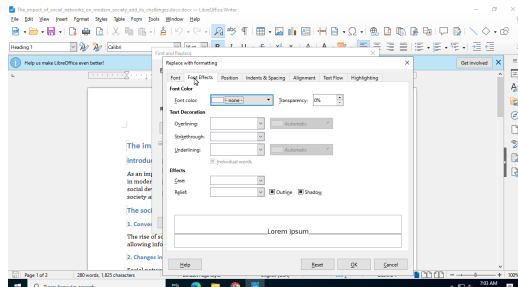 The_impact_of_social_networks_on_modern_society_and_its_challenges.docx.docx — LibreOffice Writer
File Edit View Insert Format Styles Table Form Tools Window Help
Heading 1
Calibri
Find and Replace
Help us make LibreOffice even better!
Get involved
Replace with formatting
Font Font Effects Position Indents & Spacing Alignment Text Flow Highlighting
Font Color
Font color: - none - Transparency: 0%
Text Decoration
Overlining: Automatic
Strikethrough:
Underlining: Automatic
Individual words
Effects
Case:
Relief: Outline Shadow
Lorem ipsum
Help Reset OK Cancel
The im
introduc
As an imp
in modern
social dev
society a
The soci
1. Conver
The rise of so
allowing info
2. Changes in
Page 1 of 2 280 words, 1,825 characters
100%
Type here to search
7:03 AM